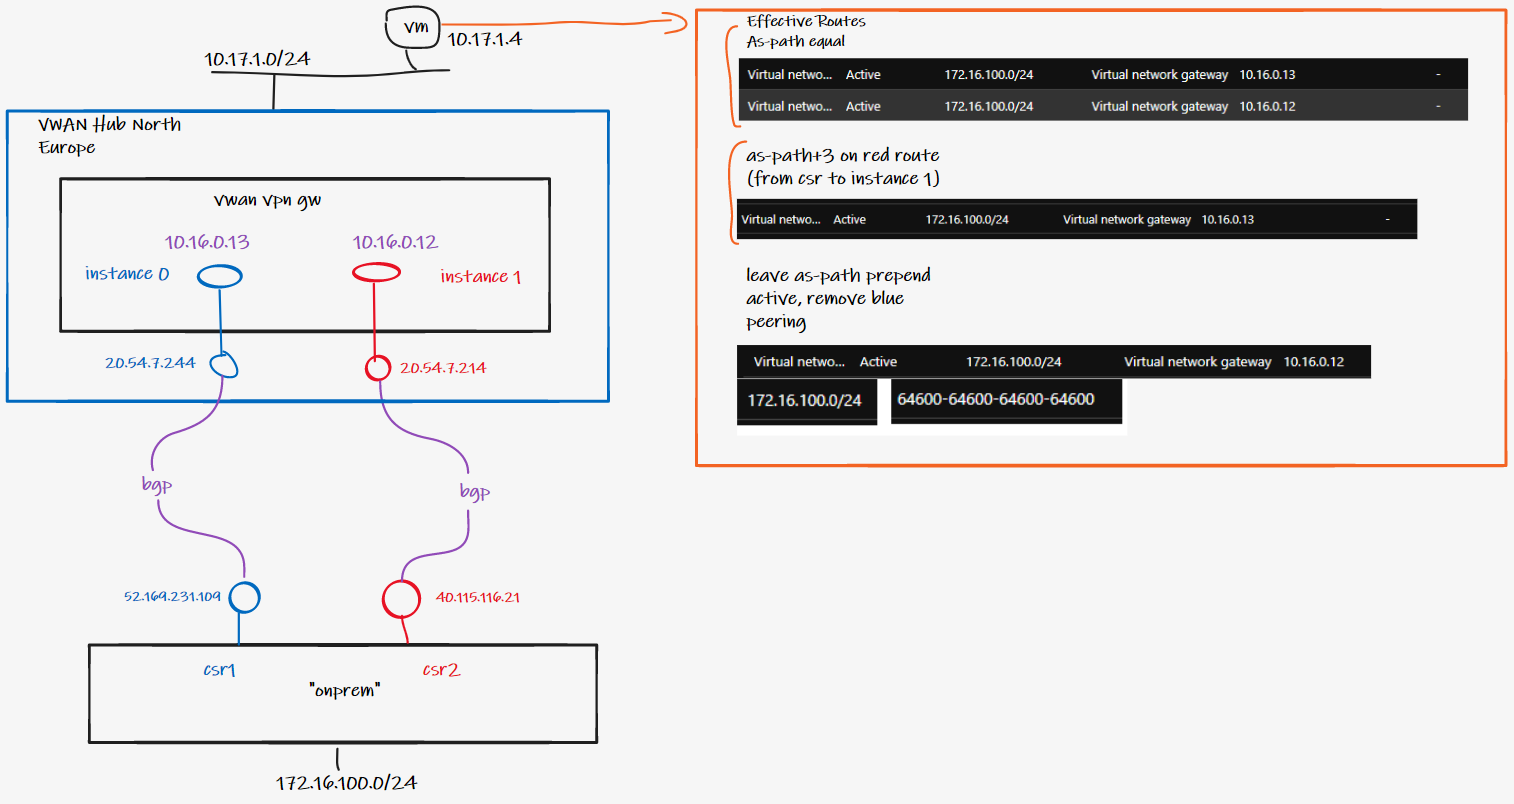 vm
10.17.1.4
10.17.1.0/24
VWAN Hub North
Europe
vwan vpn gw
10.16.0.13
10.16.0.12
instance 0
instance 1
20.54.7.244
20.54.7.214
bgp
bgp
52.169.231.109
40.115.116.21
csr1
csr2
"onprem"
172.16.100.0/24
Effective Routes
As-path equal
Virtual netwo... Active 172.16.100.0/24 Virtual network gateway 10.16.0.13 -
Virtual netwo... Active 172.16.100.0/24 Virtual network gateway 10.16.0.12 -
as-path+3 on red route
(from csr to instance 1)
Virtual netwo... Active 172.16.100.0/24 Virtual network gateway 10.16.0.13 -
leave as-path prepend
active, remove blue
peering
Virtual netwo... Active 172.16.100.0/24 Virtual network gateway 10.16.0.12
172.16.100.0/24 64600-64600-64600-64600